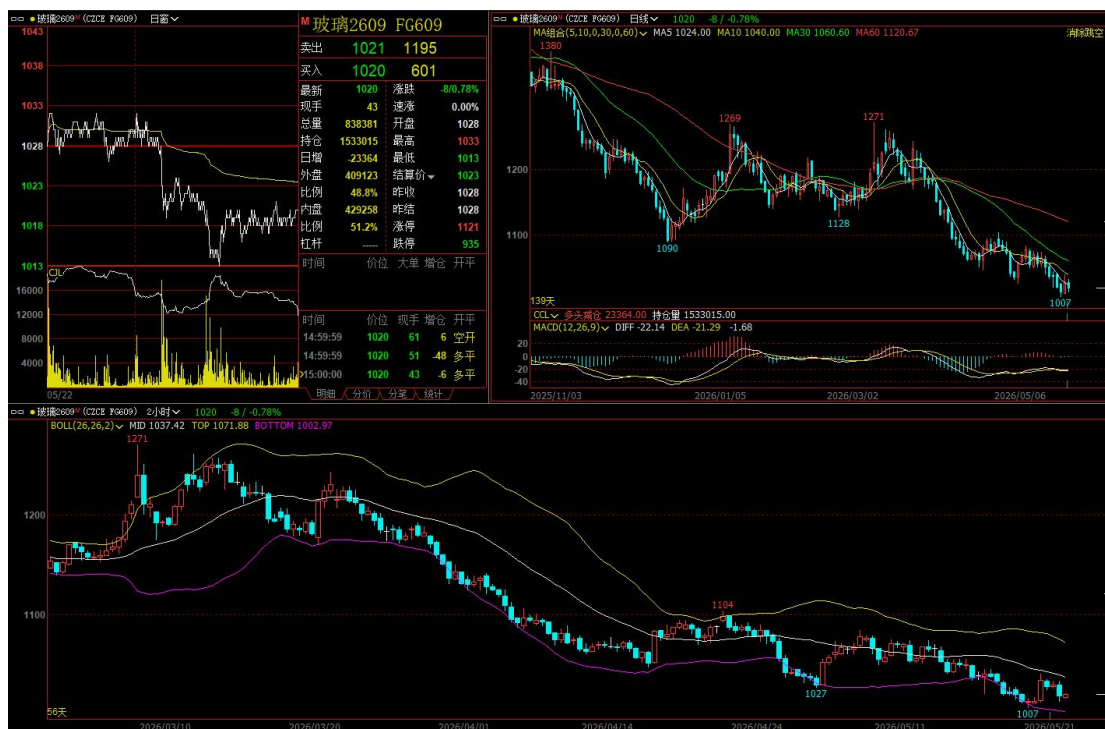 玻璃2609ᴹ (CZCE FG609) 日窗
1043
1038
1033
1028
1023
1018
1013
CJL
16000
12000
8000
4000
05/22
M 玻璃2609 FG609
卖出 1021 1195
买入 1020 601
最新 1020 涨跌 -8/0.78%
现手 43 速涨 0.00%
总量 838381 开盘 1028
持仓 1533015 最高 1033
日增 -23364 最低 1013
外盘 409123 结算价 1023
比例 48.8% 昨收 1028
内盘 429258 昨结 1028
比例 51.2% 涨停 1121
杠杆 ----- 跌停 935
时间 价位 大单 增仓 开平
时间 价位 现手 增仓 开平
14:59:59 1020 61 6 空开
14:59:59 1020 51 -48 多平
15:00:00 1020 43 -6 多平
明细 分价 分笔 统计
玻璃2609ᴹ (CZCE FG609) 日线 1020 -8 / -0.78%
MA组合(5,10,0,30,0,60) MA5 1024.00 MA10 1040.00 MA30 1060.60 MA60 1120.67 消除跳空
1380
1269
1271
1200
1128
1100
1090
1007
139天
CCL 多头减仓 23364.00 持仓量 1533015.00
MACD(12,26,9) DIFF -22.14 DEA -21.29 -1.68
20
0
-20
-40
2025/11/03 2026/01/05 2026/03/02 2026/05/06
玻璃2609ᴹ (CZCE FG609) 2小时 1020 -8 / -0.78%
BOLL(26,26,2) MID 1037.42 TOP 1071.88 BOTTOM 1002.97
1271
1200
1100
1104
1027
1007
56天
2026/03/10 2026/03/20 2026/04/01 2026/04/14 2026/04/24 2026/05/11 2026/05/21